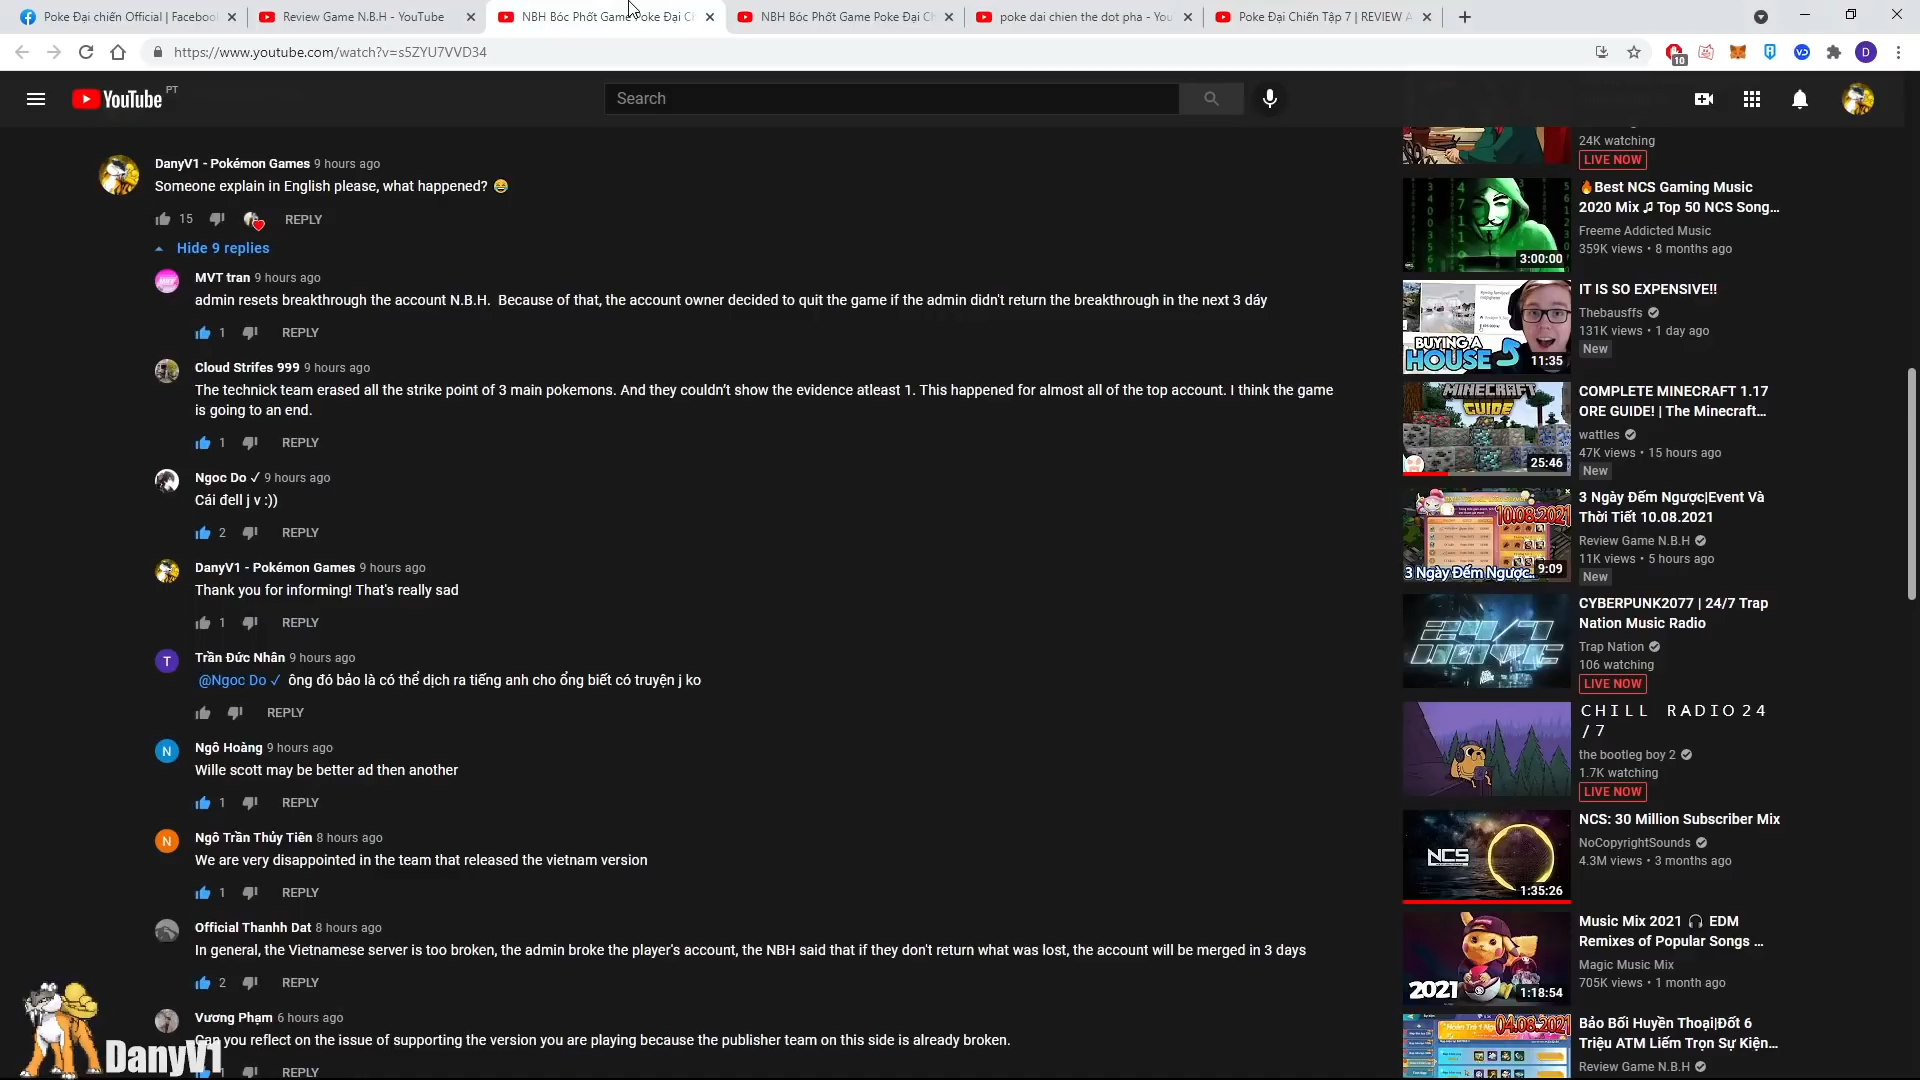 Poke Đại chiến Official | Facebook
Review Game N.B.H - YouTube
NBH Bóc Phốt Game Poke Đại Ch
NBH Bóc Phốt Game Poke Đại Ch
poke dai chien the dot pha - You
Poke Đại Chiến Tập 7 | REVIEW A
https://www.youtube.com/watch?v=s5ZYU7VVD34
10
D
YouTube PT
Search
DanyV1 - Pokémon Games 9 hours ago
Someone explain in English please, what happened? 😂
15 REPLY
Hide 9 replies
MVT tran 9 hours ago
admin resets breakthrough the account N.B.H. Because of that, the account owner decided to quit the game if the admin didn't return the breakthrough in the next 3 dáy
1 REPLY
Cloud Strifes 999 9 hours ago
The technick team erased all the strike point of 3 main pokemons. And they couldn't show the evidence atleast 1. This happened for almost all of the top account. I think the game
is going to an end.
1 REPLY
Ngoc Do ✓ 9 hours ago
Cái đell j v :))
2 REPLY
DanyV1 - Pokémon Games 9 hours ago
Thank you for informing! That's really sad
1 REPLY
T
Trần Đức Nhân 9 hours ago
@Ngoc Do ✓ ông đó bảo là có thể dịch ra tiếng anh cho ổng biết có truyện j ko
REPLY
N
Ngô Hoàng 9 hours ago
Wille scott may be better ad then another
1 REPLY
N
Ngô Trần Thủy Tiên 8 hours ago
We are very disappointed in the team that released the vietnam version
1 REPLY
Official Thanhh Dat 8 hours ago
In general, the Vietnamese server is too broken, the admin broke the player's account, the NBH said that if they don't return what was lost, the account will be merged in 3 days
2 REPLY
Vương Phạm 6 hours ago
Can you reflect on the issue of supporting the version you are playing because the publisher team on this side is already broken.
1 REPLY
DanyV1
24K watching
LIVE NOW
🔥Best NCS Gaming Music
2020 Mix ♫ Top 50 NCS Song...
Freeme Addicted Music
359K views • 8 months ago
3:00:00
IT IS SO EXPENSIVE!!
Thebausffs
131K views • 1 day ago
New
BUYING A
HOUSE
11:35
COMPLETE MINECRAFT 1.17
ORE GUIDE! | The Minecraft...
wattles
47K views • 15 hours ago
New
MINECRAFT
GUIDE
25:46
3 Ngày Đếm Ngược|Event Và
Thời Tiết 10.08.2021
Review Game N.B.H
11K views • 5 hours ago
New
10.08.2021
3 Ngày Đếm Ngược..
9:09
CYBERPUNK2077 | 24/7 Trap
Nation Music Radio
Trap Nation
106 watching
LIVE NOW
24/7
MOVE
CHILL RADIO 24
/7
the bootleg boy 2
1.7K watching
LIVE NOW
NCS: 30 Million Subscriber Mix
NoCopyrightSounds
4.3M views • 3 months ago
NCS
1:35:26
Music Mix 2021 🎧 EDM
Remixes of Popular Songs ...
Magic Music Mix
705K views • 1 month ago
2021
1:18:54
Bảo Bối Huyền Thoại|Đốt 6
Triệu ATM Liếm Trọn Sự Kiện...
Review Game N.B.H
04.08.2021